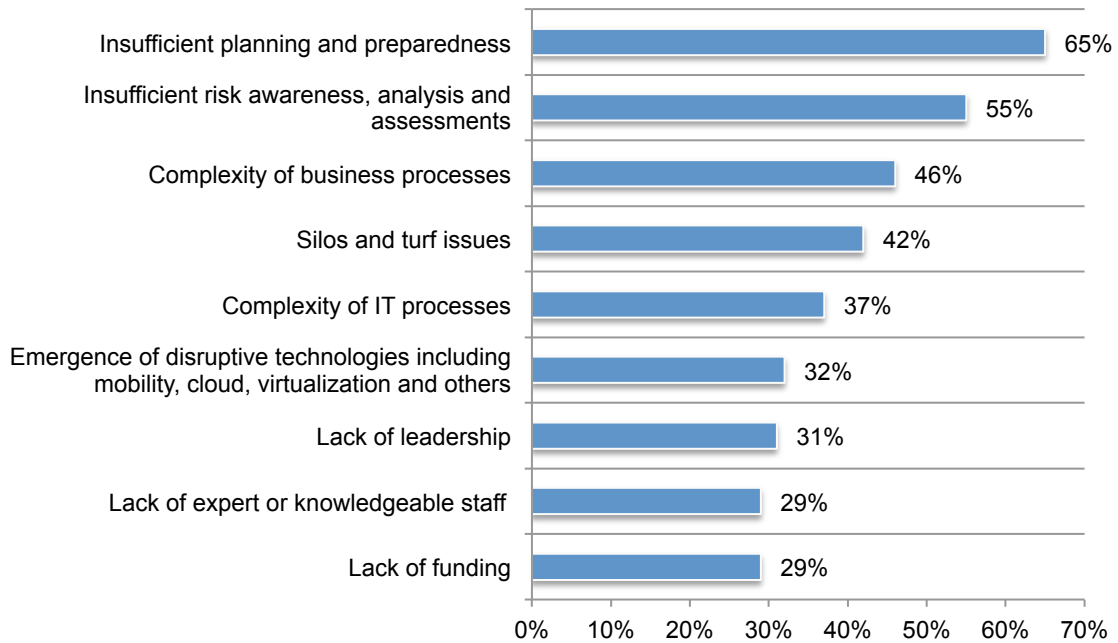 Insufficient planning and preparedness
65%
Insufficient risk awareness, analysis and
assessments
55%
Complexity of business processes
46%
Silos and turf issues
42%
Complexity of IT processes
37%
Emergence of disruptive technologies including
mobility, cloud, virtualization and others
32%
Lack of leadership
31%
Lack of expert or knowledgeable staff
29%
Lack of funding
29%
0% 10% 20% 30% 40% 50% 60% 70%